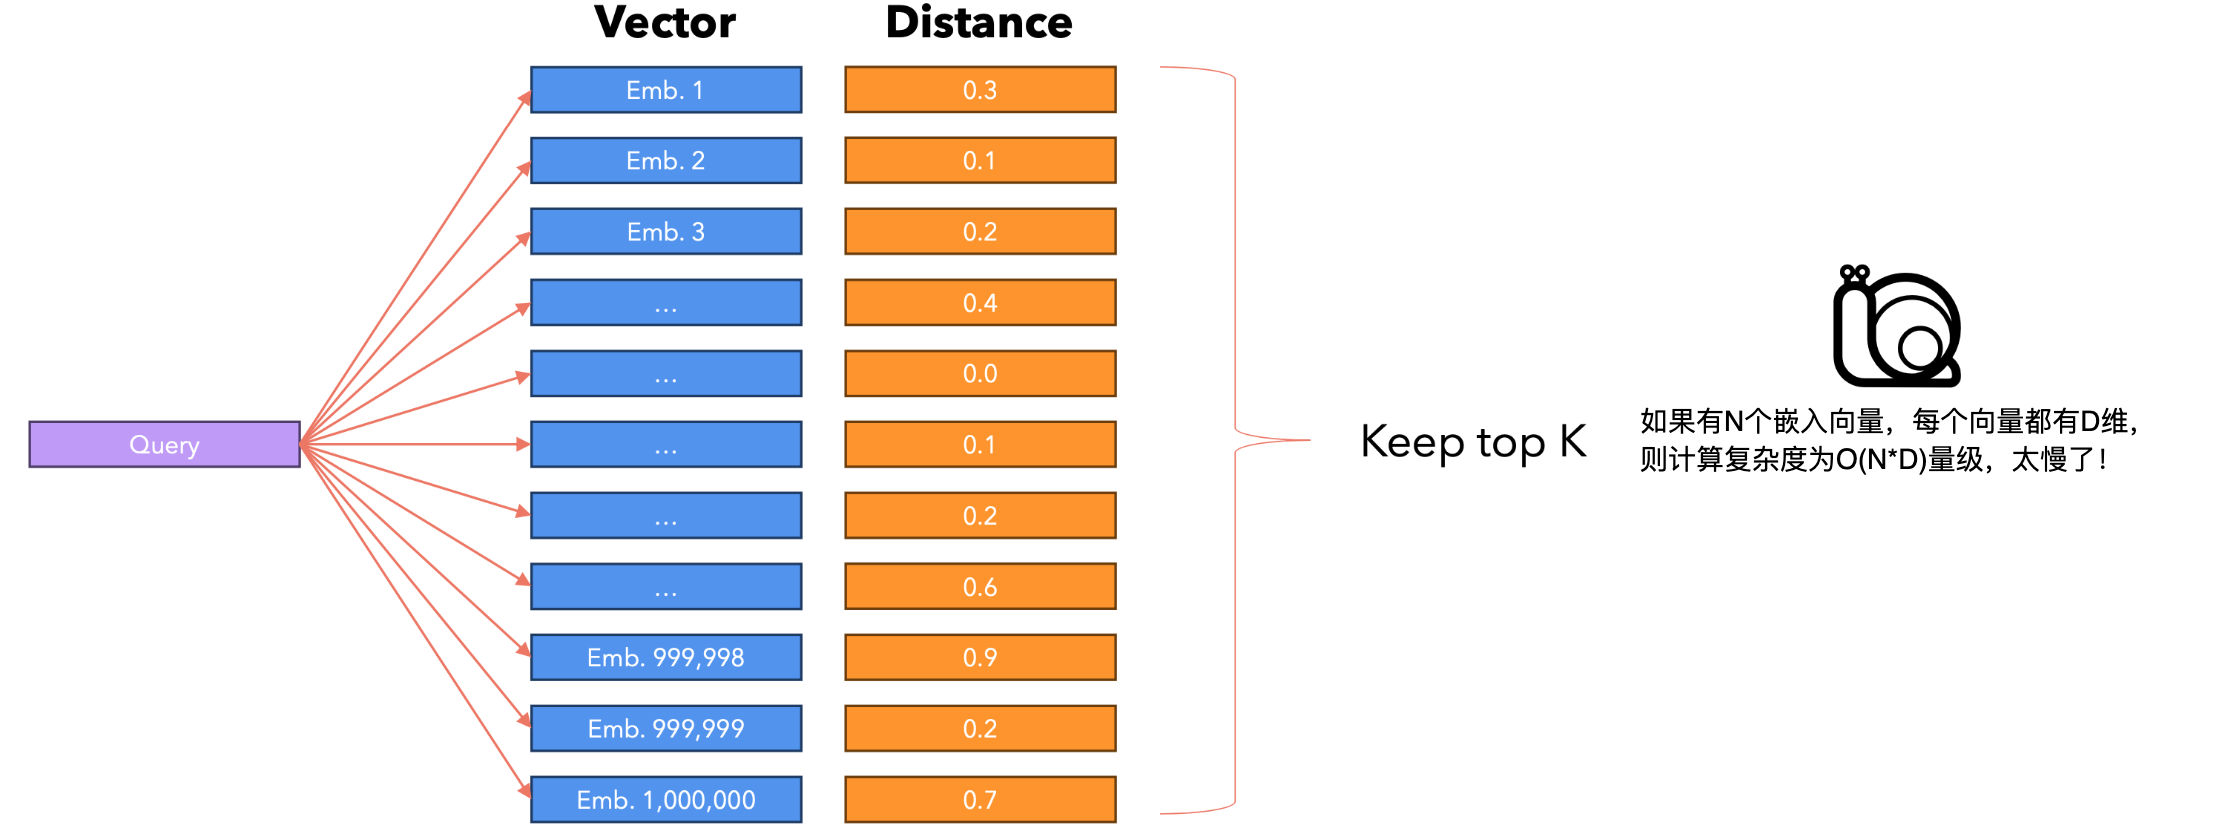 Vector Distance
Emb. 1 0.3
Emb. 2 0.1
Emb. 3 0.2
... 0.4
... 0.0
Query ... 0.1
... 0.2
... 0.6
Emb. 999,998 0.9
Emb. 999,999 0.2
Emb. 1,000,000 0.7
Keep top K
如果有N个嵌入向量，每个向量都有D维，
则计算复杂度为O(N*D)量级，太慢了！